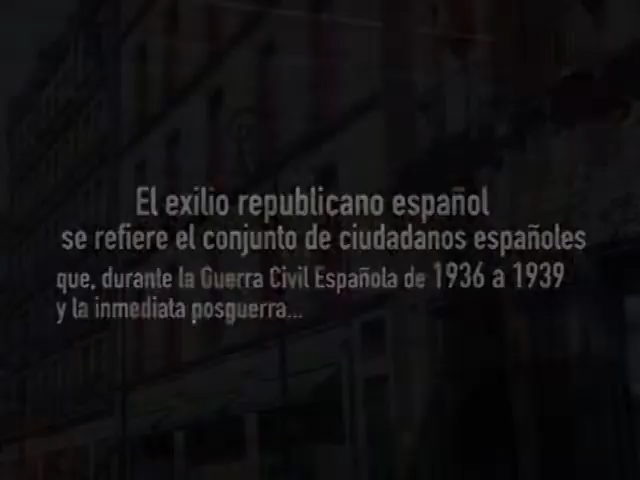 El exilio republicano español
se refiere el conjunto de ciudadanos españoles
que, durante la Guerra Civil Española de 1936 a 1939
y la inmediata posguerra...